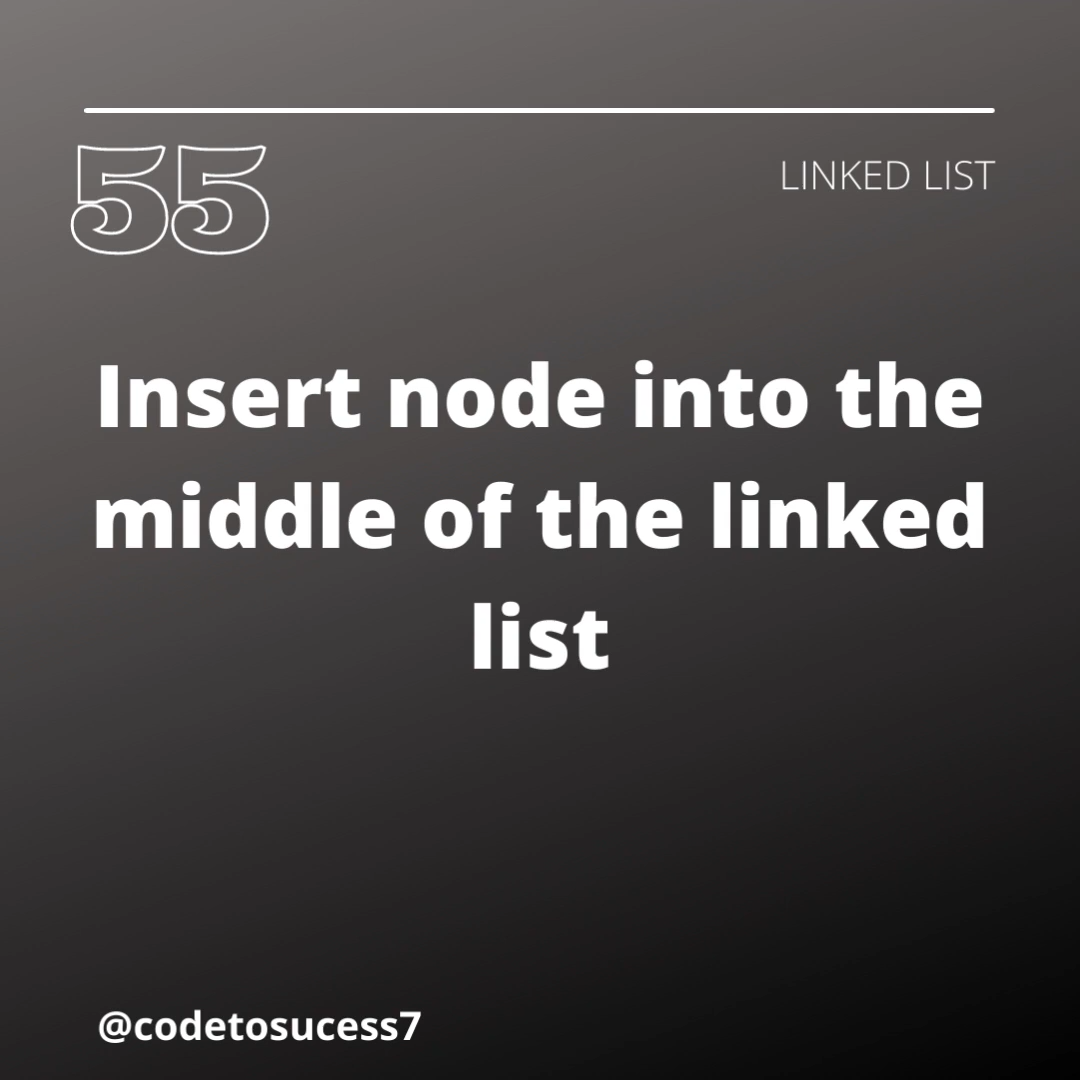 55
LINKED LIST
Insert node into the
middle of the linked
list
@codetosucess7